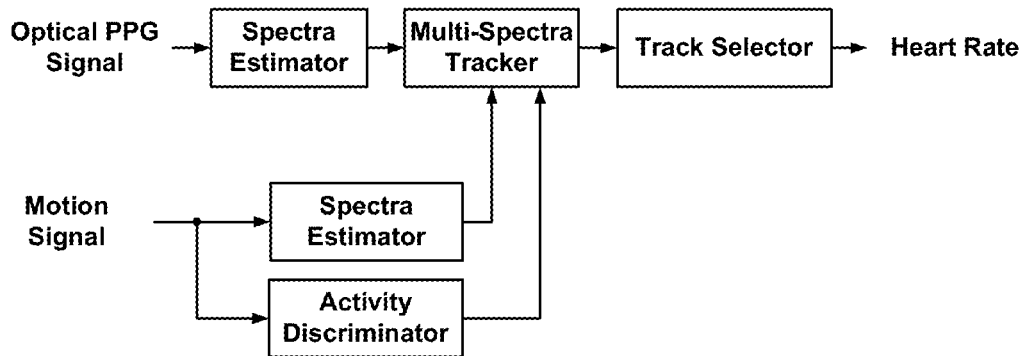 Optical PPG
Signal
Spectra
Estimator
Multi-Spectra
Tracker
Track Selector
Heart Rate
Motion
Signal
Spectra
Estimator
Activity
Discriminator